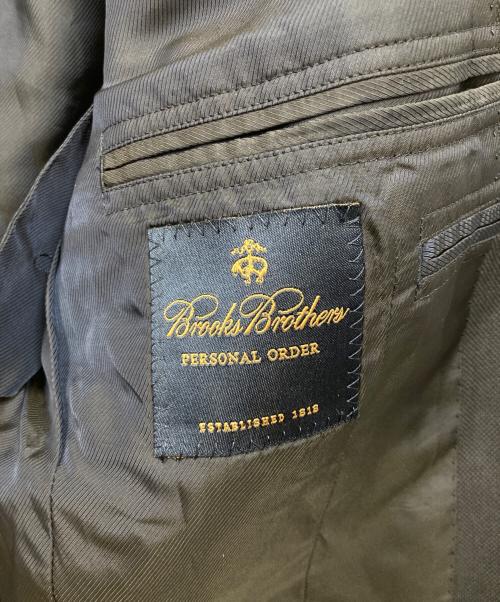 Brooks Brothers
PERSONAL ORDER
ESTABLISHED 1818